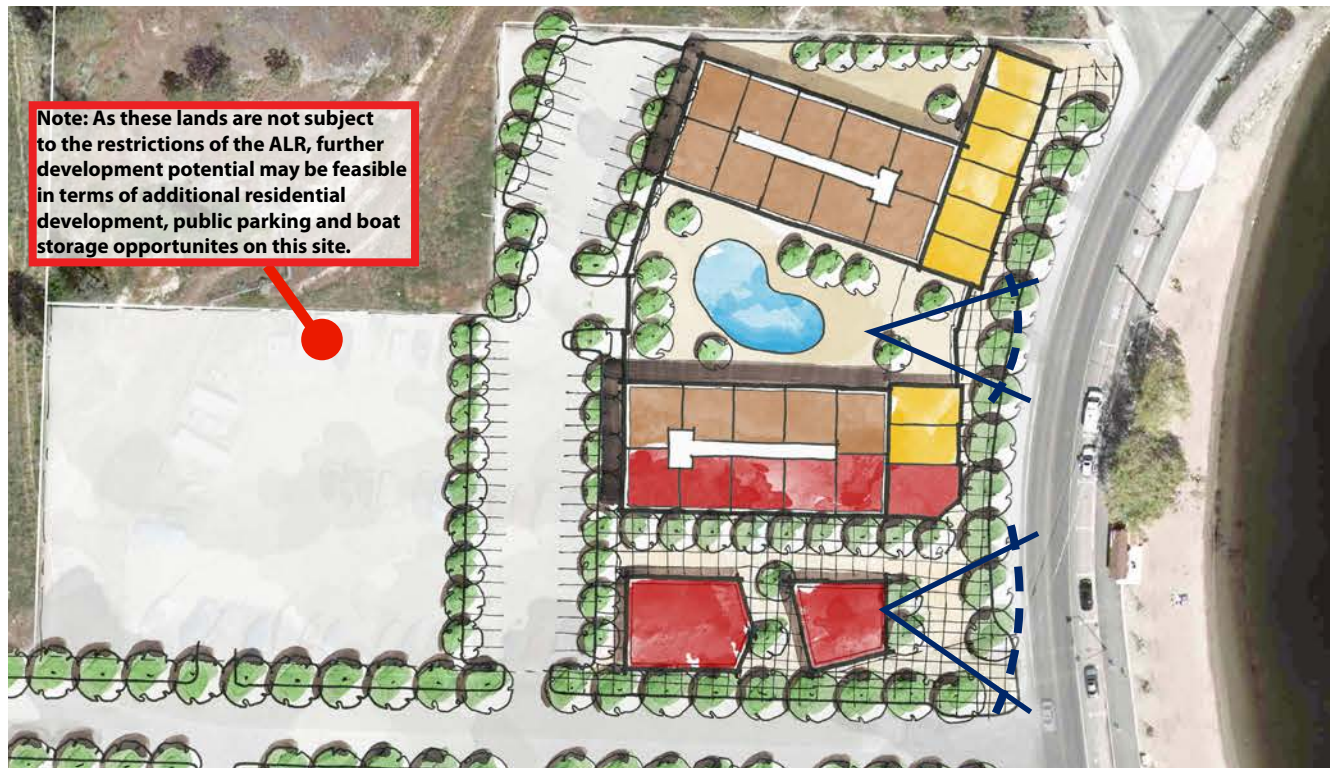 Note: As these lands are not subject
to the restrictions of the ALR, further
development potential may be feasible
in terms of additional residential
development, public parking and boat
storage opportunites on this site.